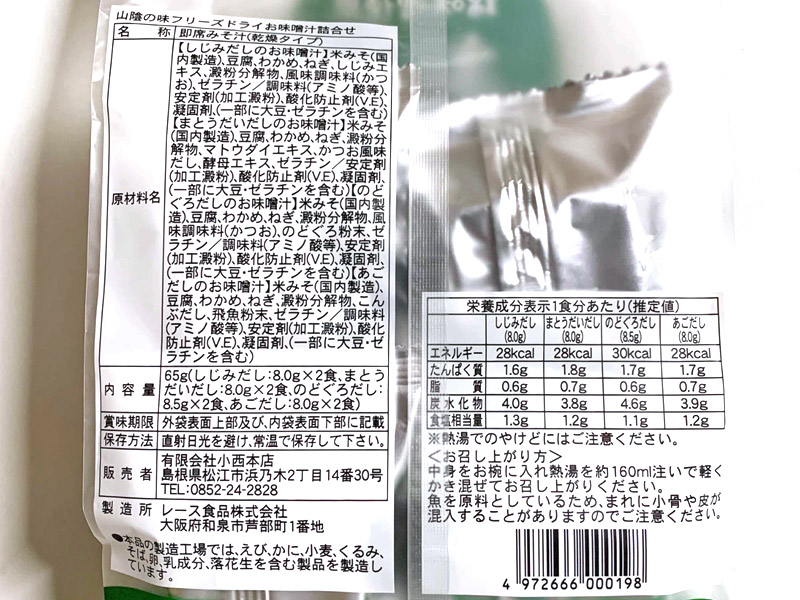 山陰の味フリーズドライお味噌汁詰合せ
名 称 即席みそ汁(乾燥タイプ)
原材料名
【しじみだしのお味噌汁】米みそ(国
内製造)、豆腐、わかめ、ねぎ、しじみエ
キス、澱粉分解物、風味調味料(かつ
お)、ゼラチン/調味料(アミノ酸等)、
安定剤(加工澱粉)、酸化防止剤(V.E)、
凝固剤、(一部に大豆・ゼラチンを含む)
【まとうだいだしのお味噌汁】米みそ
(国内製造)、豆腐、わかめ、ねぎ、澱粉分
解物、マトウダイエキス、かつお風味
だし、酵母エキス、ゼラチン/安定剤
(加工澱粉)、酸化防止剤(V.E)、凝固剤、
(一部に大豆・ゼラチンを含む)【のど
ぐろだしのお味噌汁】米みそ(国内製
造)、豆腐、わかめ、ねぎ、澱粉分解物、風
味調味料(かつお)、のどぐろ粉末、ゼ
ラチン/調味料(アミノ酸等)、安定剤
(加工澱粉)、酸化防止剤(V.E)、凝固剤、
(一部に大豆・ゼラチンを含む)【あご
だしのお味噌汁】米みそ(国内製造)、
豆腐、わかめ、ねぎ、澱粉分解物、こん
ぶだし、飛魚粉末、ゼラチン/調味料
(アミノ酸等)、安定剤(加工澱粉)、酸化
防止剤(V.E)、凝固剤、(一部に大豆・ゼ
ラチンを含む)
内 容 量
65g(しじみだし:8.0g×2食、まとう
だいだし:8.0g×2食、のどぐろだし:
8.5g×2食、あごだし:8.0g×2食)
賞味期限 外袋表面上部及び、内袋表面下部に記載
保存方法 直射日光を避け、常温で保存して下さい。
販 売 者
有限会社小西本店
島根県松江市浜乃木2丁目14番30号
TEL:0852-24-2828
製 造 所 レース食品株式会社
大阪府和泉市芦部町1番地
●本品の製造工場では、えび、かに、小麦、くるみ、
そば、卵、乳成分、落花生を含む製品を製造し
ています。
栄養成分表示1食分あたり(推定値)
しじみだし(8.0g) まとうだいだし(8.0g) のどぐろだし(8.5g) あごだし(8.0g)
エネルギー 28kcal 28kcal 30kcal 28kcal
たんぱく質 1.6g 1.8g 1.7g 1.7g
脂 質 0.6g 0.7g 0.6g 0.7g
炭水化物 4.0g 3.8g 4.6g 3.9g
食塩相当量 1.3g 1.2g 1.1g 1.2g
※熱湯でのやけどにはご注意ください。
<お召し上がり方>
中身をお椀に入れ熱湯を約160ml注いで軽く
かき混ぜてお召し上がりください。
魚を原料としているため、まれに小骨や皮が
混入することがありますのでご注意ください。
4 972666 000198